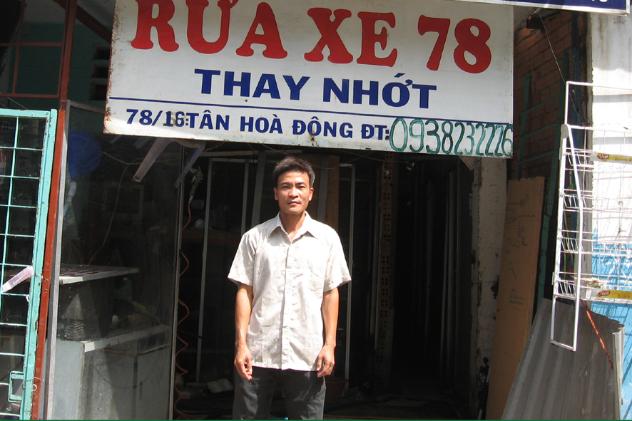 RỬA XE 78
THAY NHỚT
78/16 TÂN HOÀ ĐÔNG ĐT: 0938232226